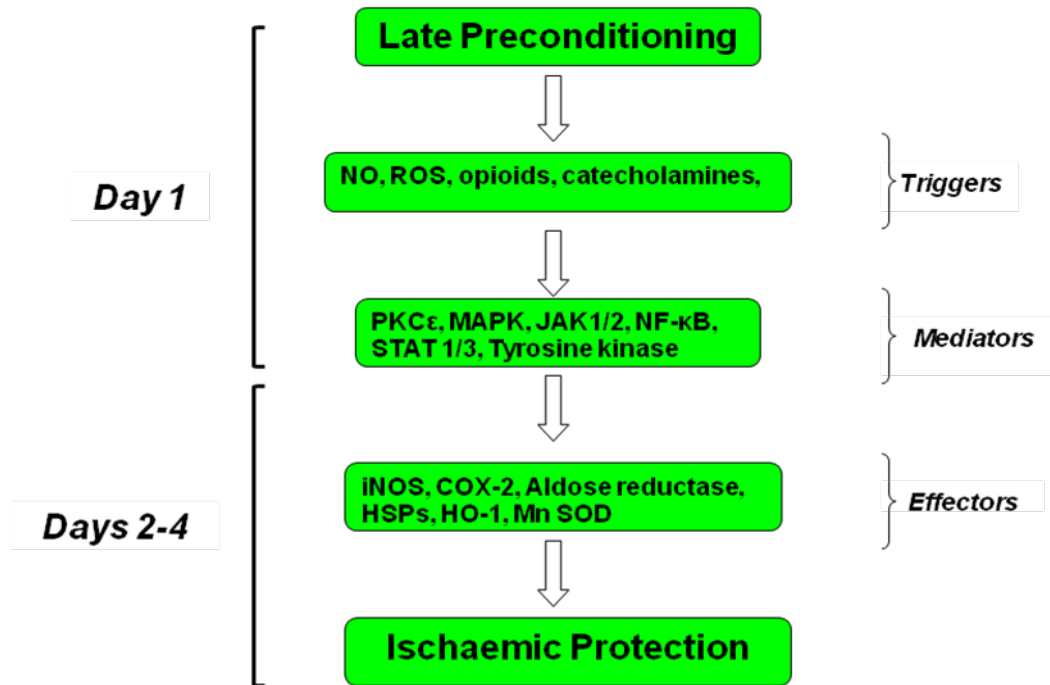 Late Preconditioning
Day 1
NO, ROS, opioids, catecholamines,
Triggers
PKCε, MAPK, JAK1/2, NF-κB,
STAT 1/3, Tyrosine kinase
Mediators
Days 2-4
iNOS, COX-2, Aldose reductase,
HSPs, HO-1, Mn SOD
Effectors
Ischaemic Protection